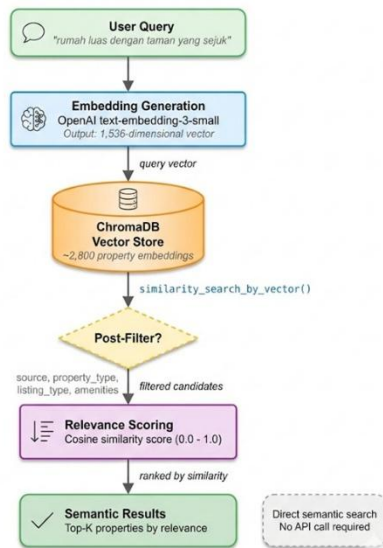 User Query
"rumah luas dengan taman yang sejuk"
Embedding Generation
OpenAI text-embedding-3-small
Output: 1,536-dimensional vector
query vector
ChromaDB
Vector Store
~2,800 property embeddings
similarity_search_by_vector()
Post-Filter?
source, property_type,
listing_type, amenities
filtered candidates
Relevance Scoring
Cosine similarity score (0.0 - 1.0)
ranked by similarity
Semantic Results
Top-K properties by relevance
Direct semantic search
No API call required